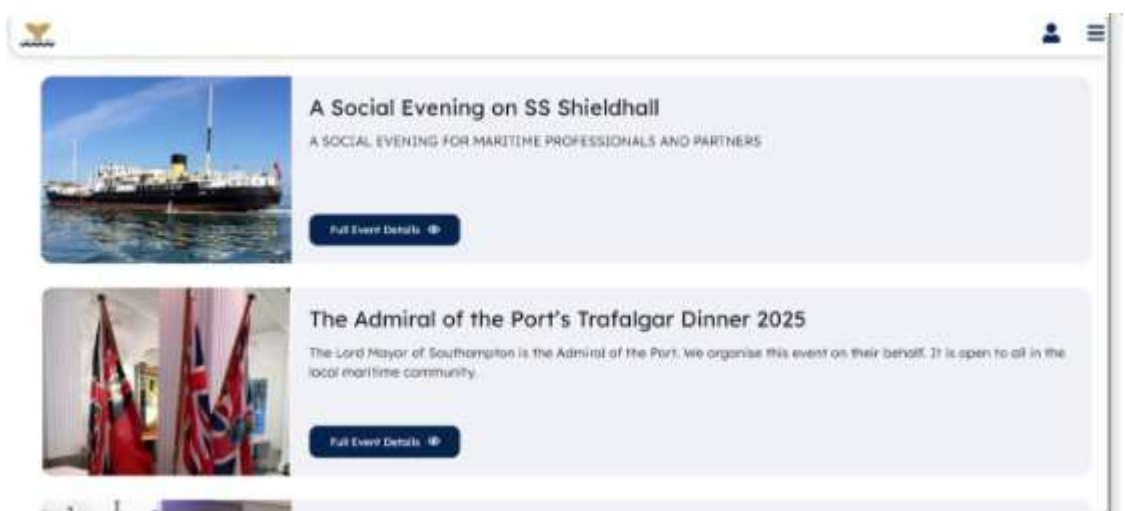 A Social Evening on SS Shieldhall
A SOCIAL EVENING FOR MARITIME PROFESSIONALS AND PARTNERS
Full Event Details
The Admiral of the Port's Trafalgar Dinner 2025
The Lord Mayor of Southampton is the Admiral of the Port. We organise this event on their behalf. It is open to all in the
local maritime community.
Full Event Details